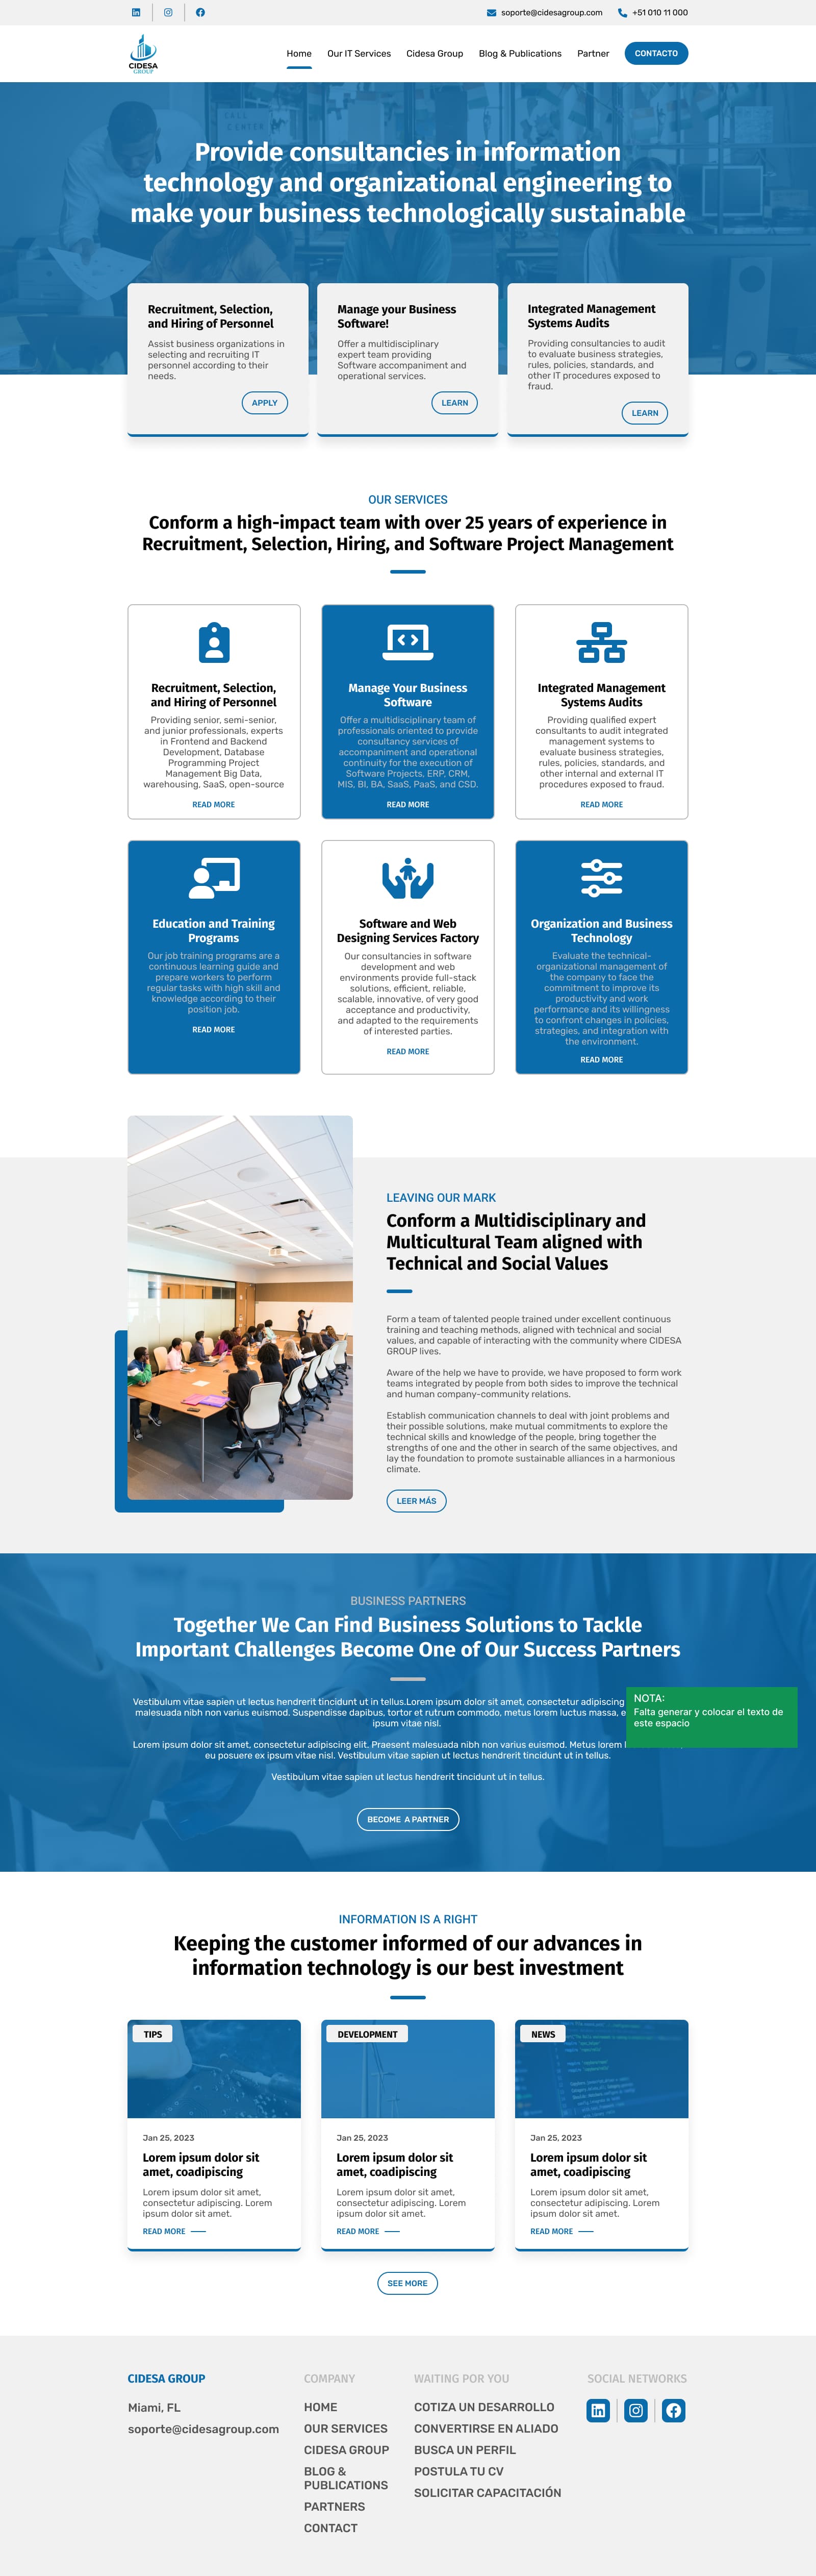 soporte@cidesagroup.com
+51 010 11 000
CIDESA
GROUP
Home
Our IT Services
Cidesa Group
Blog & Publications
Partner
CONTACTO
Provide consultancies in information
technology and organizational engineering to
make your business technologically sustainable
Recruitment, Selection,
and Hiring of Personnel
Assist business organizations in
selecting and recruiting IT
personnel according to their
needs.
APPLY
Manage your Business
Software!
Offer a multidisciplinary
expert team providing
Software accompaniment and
operational services.
LEARN
Integrated Management
Systems Audits
Providing consultancies to audit
to evaluate business strategies,
rules, policies, standards, and
other IT procedures exposed to
fraud.
LEARN
OUR SERVICES
Conform a high-impact team with over 25 years of experience in
Recruitment, Selection, Hiring, and Software Project Management
Recruitment, Selection,
and Hiring of Personnel
Providing senior, semi-senior,
and junior professionals, experts
in Frontend and Backend
Development, Database
Programming Project
Management Big Data,
warehousing, SaaS, open-source
READ MORE
Manage Your Business
Software
Offer a multidisciplinary team of
professionals oriented to provide
consultancy services of
accompaniment and operational
continuity for the execution of
Software Projects, ERP, CRM,
MIS, BI, BA, SaaS, PaaS, and CSD.
READ MORE
Integrated Management
Systems Audits
Providing qualified expert
consultants to audit integrated
management systems to
evaluate business strategies,
rules, policies, standards, and
other internal and external IT
procedures exposed to fraud.
READ MORE
Education and Training
Programs
Our job training programs are a
continuous learning guide and
prepare workers to perform
regular tasks with high skill and
knowledge according to their
position job.
READ MORE
Software and Web
Designing Services Factory
Our consultancies in software
development and web
environments provide full-stack
solutions, efficient, reliable,
scalable, innovative, of very good
acceptance and productivity,
and adapted to the requirements
of interested parties.
READ MORE
Organization and Business
Technology
Evaluate the technical-
organizational management of
the company to face the
commitment to improve its
productivity and work
performance and its willingness
to confront changes in policies,
strategies, and integration with
the environment.
READ MORE
LEAVING OUR MARK
Conform a Multidisciplinary and
Multicultural Team aligned with
Technical and Social Values
Form a team of talented people trained under excellent continuous
training and teaching methods, aligned with technical and social
values, and capable of interacting with the community where CIDESA
GROUP lives.
Aware of the help we have to provide, we have proposed to form work
teams integrated by people from both sides to improve the technical
and human company-community relations.
Establish communication channels to deal with joint problems and
their possible solutions, make mutual commitments to explore the
technical skills and knowledge of the people, bring together the
strengths of one and the other in search of the same objectives, and
lay the foundation to promote sustainable alliances in a harmonious
climate.
LEER MÁS
BUSINESS PARTNERS
Together We Can Find Business Solutions to Tackle
Important Challenges Become One of Our Success Partners
Vestibulum vitae sapien ut lectus hendrerit tincidunt ut in tellus.Lorem ipsum dolor sit amet, consectetur adipiscing
malesuada nibh non varius euismod. Suspendisse dapibus, tortor et rutrum commodo, metus lorem luctus massa,
ipsum vitae nisl.
Lorem ipsum dolor sit amet, consectetur adipiscing elit. Praesent malesuada nibh non varius euismod. Metus lorem
eu posuere ex ipsum vitae nisl. Vestibulum vitae sapien ut lectus hendrerit tincidunt ut in tellus.
Vestibulum vitae sapien ut lectus hendrerit tincidunt ut in tellus.
NOTA:
Falta generar y colocar el texto de
este espacio
BECOME A PARTNER
INFORMATION IS A RIGHT
Keeping the customer informed of our advances in
information technology is our best investment
TIPS
Jan 25, 2023
Lorem ipsum dolor sit
amet, coadipiscing
Lorem ipsum dolor sit amet,
consectetur adipiscing. Lorem
ipsum dolor sit amet.
READ MORE
DEVELOPMENT
Jan 25, 2023
Lorem ipsum dolor sit
amet, coadipiscing
Lorem ipsum dolor sit amet,
consectetur adipiscing. Lorem
ipsum dolor sit amet.
READ MORE
NEWS
Jan 25, 2023
Lorem ipsum dolor sit
amet, coadipiscing
Lorem ipsum dolor sit amet,
consectetur adipiscing. Lorem
ipsum dolor sit amet.
READ MORE
SEE MORE
CIDESA GROUP
Miami, FL
soporte@cidesagroup.com
COMPANY
HOME
OUR SERVICES
CIDESA GROUP
BLOG &
PUBLICATIONS
PARTNERS
CONTACT
WAITING POR YOU
COTIZA UN DESARROLLO
CONVERTIRSE EN ALIADO
BUSCA UN PERFIL
POSTULA TU CV
SOLICITAR CAPACITACIÓN
SOCIAL NETWORKS